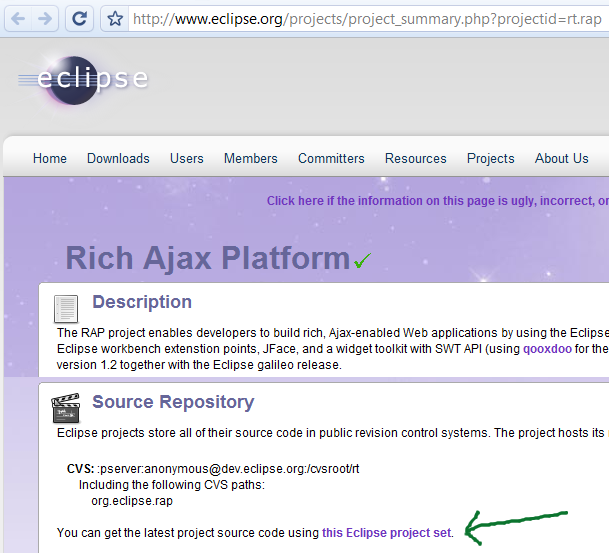 http://www.eclipse.org/projects/project_summary.php?projectid=rt.rap
eclipse
Home Downloads Users Members Committers Resources Projects About Us
Click here if the information on this page is ugly, incorrect, or
Rich Ajax Platform
Description
The RAP project enables developers to build rich, Ajax-enabled Web applications by using the Eclipse
Eclipse workbench extenstion points, JFace, and a widget toolkit with SWT API (using qooxdoo for the
version 1.2 together with the Eclipse galileo release.
Source Repository
Eclipse projects store all of their source code in public revision control systems. The project hosts its
CVS: :pserver:anonymous@dev.eclipse.org:/cvsroot/rt
Including the following CVS paths:
org.eclipse.rap
You can get the latest project source code using this Eclipse project set.